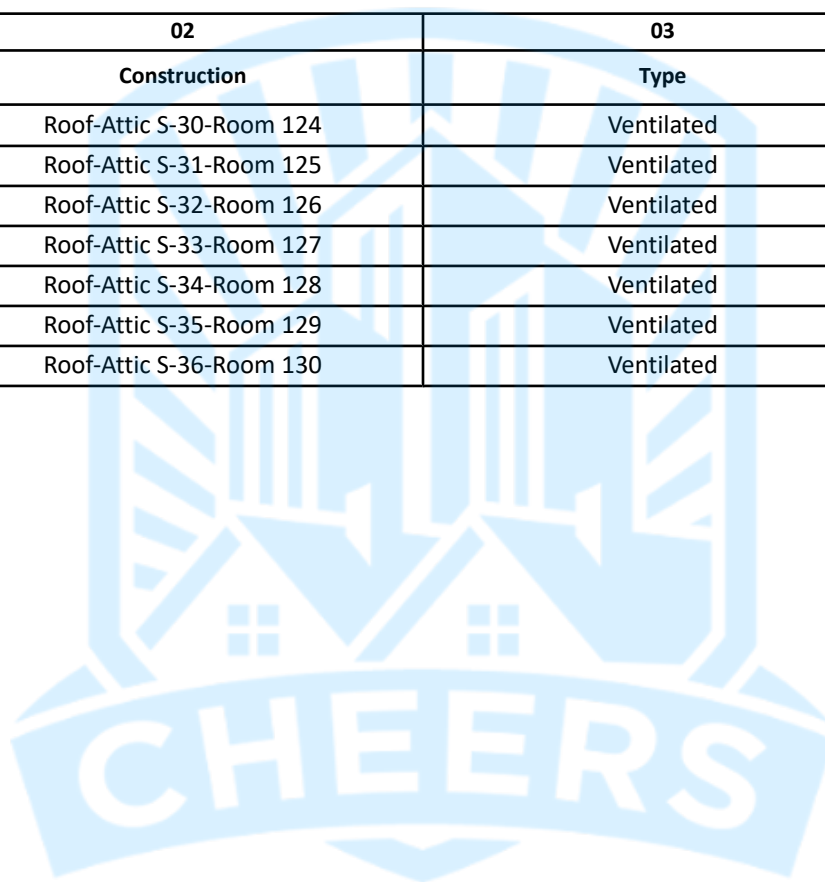 02 03
Construction Type
Roof-Attic S-30-Room 124 Ventilated
Roof-Attic S-31-Room 125 Ventilated
Roof-Attic S-32-Room 126 Ventilated
Roof-Attic S-33-Room 127 Ventilated
Roof-Attic S-34-Room 128 Ventilated
Roof-Attic S-35-Room 129 Ventilated
Roof-Attic S-36-Room 130 Ventilated
CHEERS